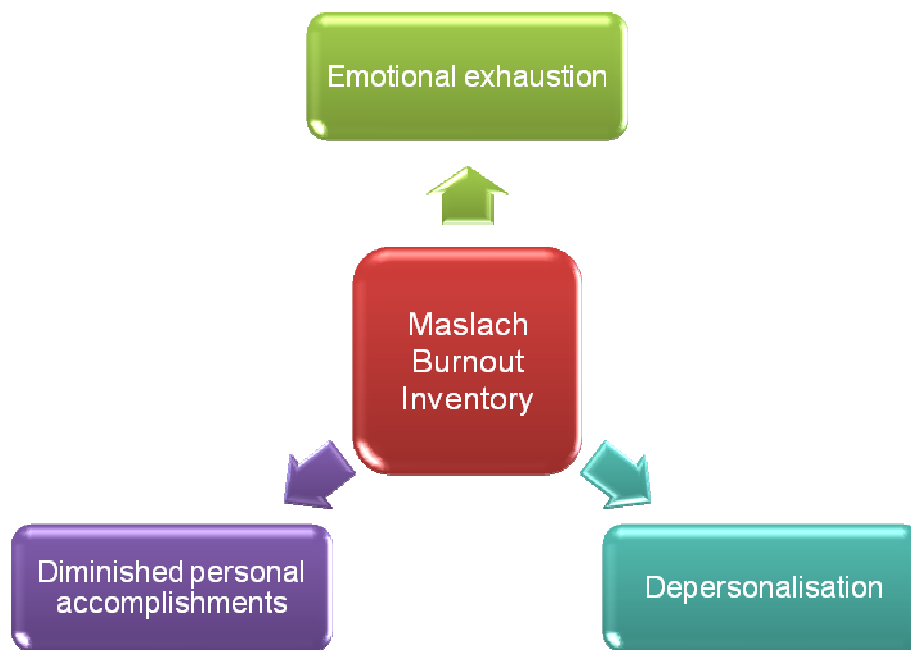 Emotional exhaustion
Maslach
Burnout
Inventory
Diminished personal
accomplishments
Depersonalisation